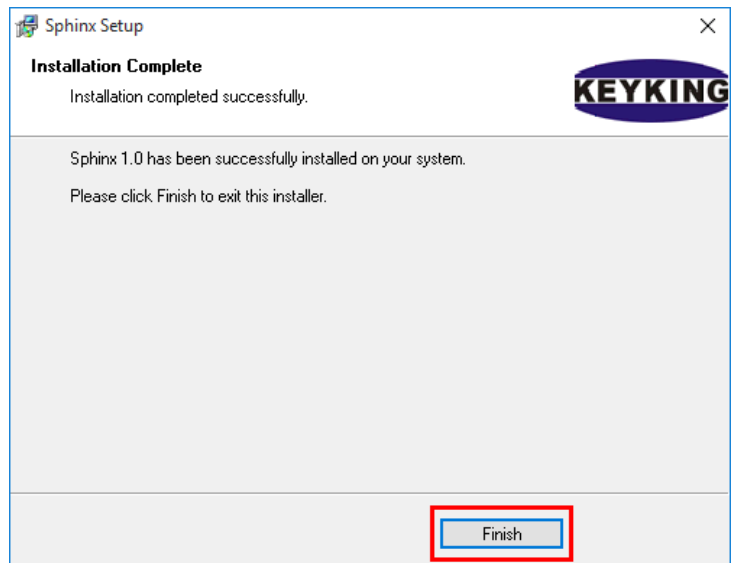 Sphinx Setup
Installation Complete
Installation completed successfully.
KEYKING
Sphinx 1.0 has been successfully installed on your system.
Please click Finish to exit this installer.
Finish